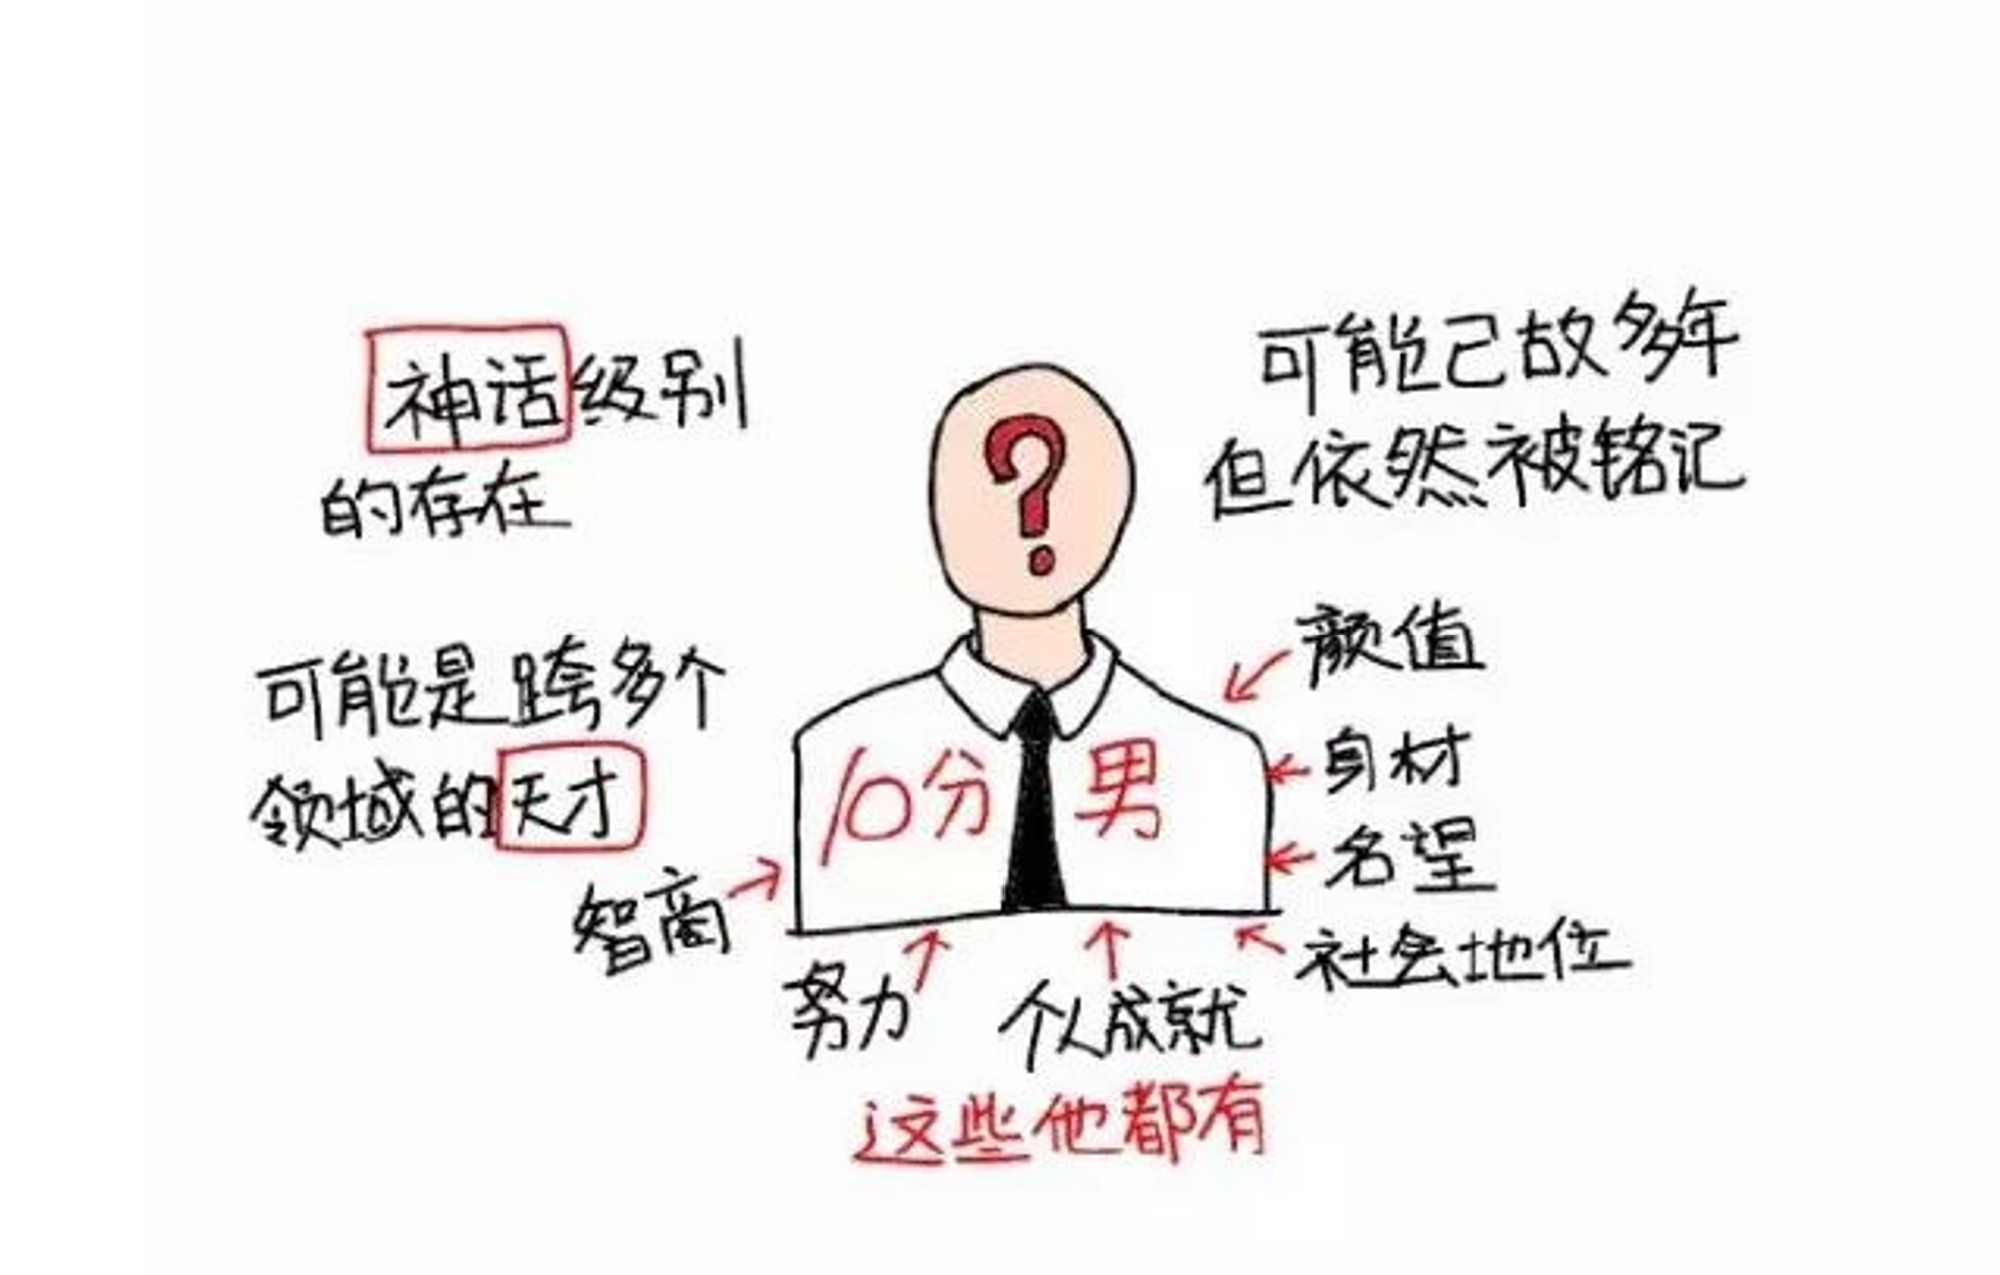 神话级别
的存在
可能已故多年
但依然被铭记
?
可能是跨多个
领域的天才
颜值
身材
名望
社会地位
10分 男
智商
努力
个人成就
这些他都有